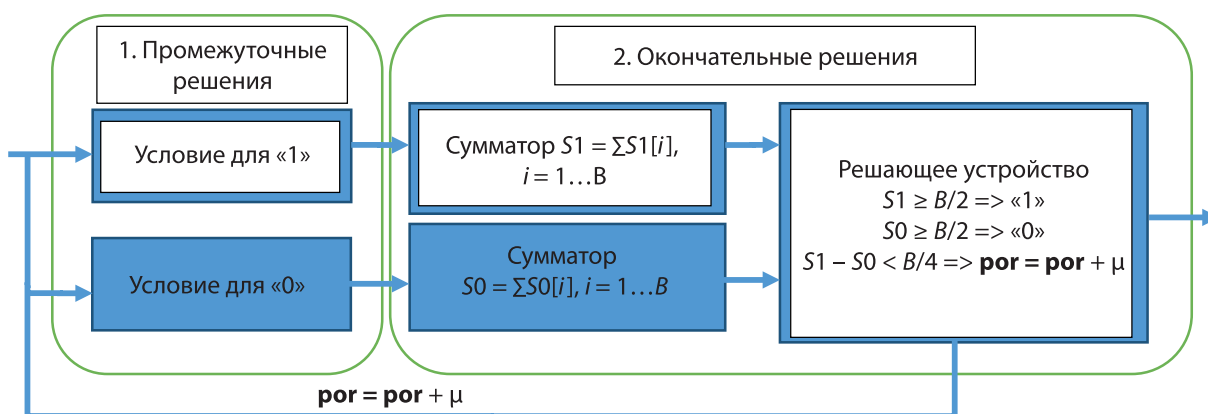 1. Промежуточные
решения
2. Окончательные решения
Условие для «1»
Сумматор S1 = ∑S1[i],
i = 1…B
Решающее устройство
S1 ≥ B/2 => «1»
S0 ≥ B/2 => «0»
S1 – S0 < B/4 => por = por + µ
Условие для «0»
Сумматор
S0 = ∑S0[i], i = 1…B
por = por + µ